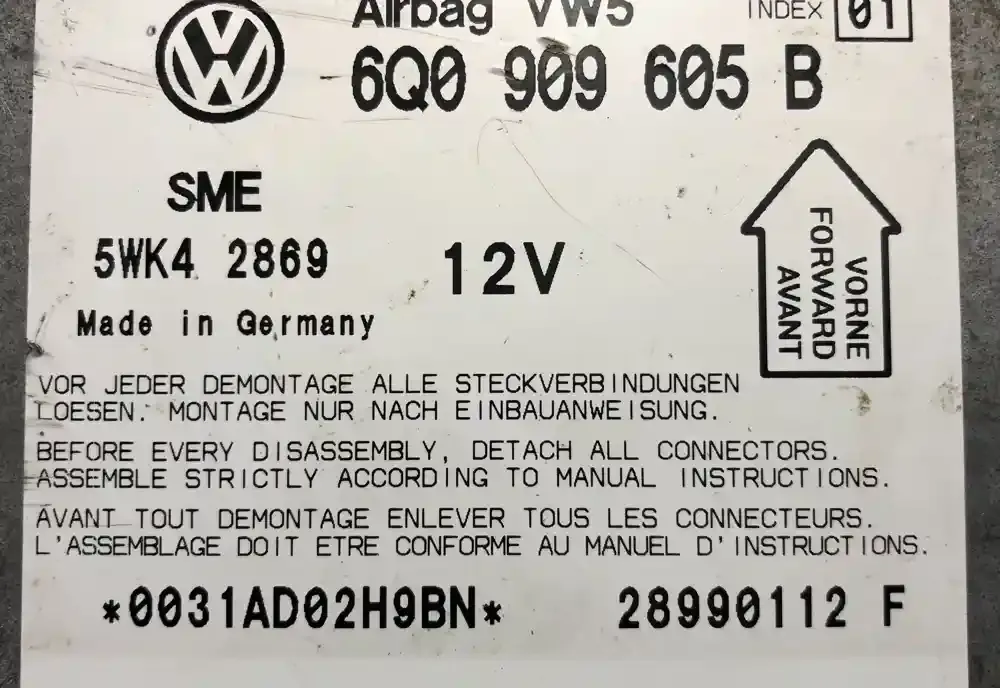 Airbag VW5 INDEX 01
6Q0 909 605 B
SME
5WK4 2869 12V
Made in Germany
VORNE
FORWARD
AVANT
VOR JEDER DEMONTAGE ALLE STECKVERBINDUNGEN
LOESEN. MONTAGE NUR NACH EINBAUANWEISUNG.
BEFORE EVERY DISASSEMBLY, DETACH ALL CONNECTORS.
ASSEMBLE STRICTLY ACCORDING TO MANUAL INSTRUCTIONS.
AVANT TOUT DEMONTAGE ENLEVER TOUS LES CONNECTEURS.
L'ASSEMBLAGE DOIT ETRE CONFORME AU MANUEL D'INSTRUCTIONS.
*0031AD02H9BN* 28990112 F